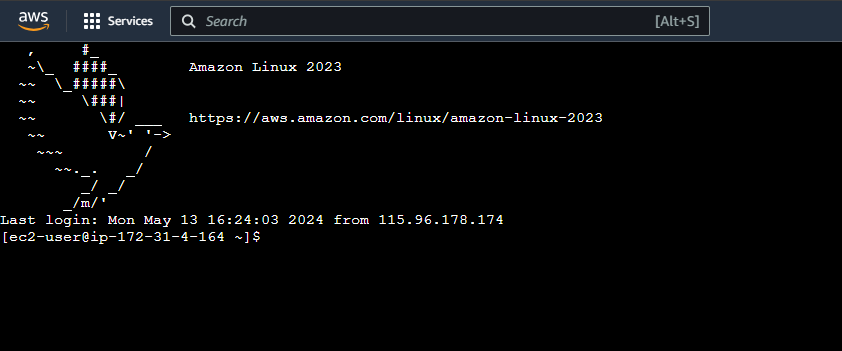 aws Services Search [Alt+S]
   ,     #_
   ~\_  ####_        Amazon Linux 2023
  ~~  \_#####\
  ~~     \###|
  ~~       \#/ ___   https://aws.amazon.com/linux/amazon-linux-2023
   ~~       V~' '->
    ~~~         /
      ~~._.   _/
         _/ _/
       _/m/'
Last login: Mon May 13 16:24:03 2024 from 115.96.178.174
[ec2-user@ip-172-31-4-164 ~]$